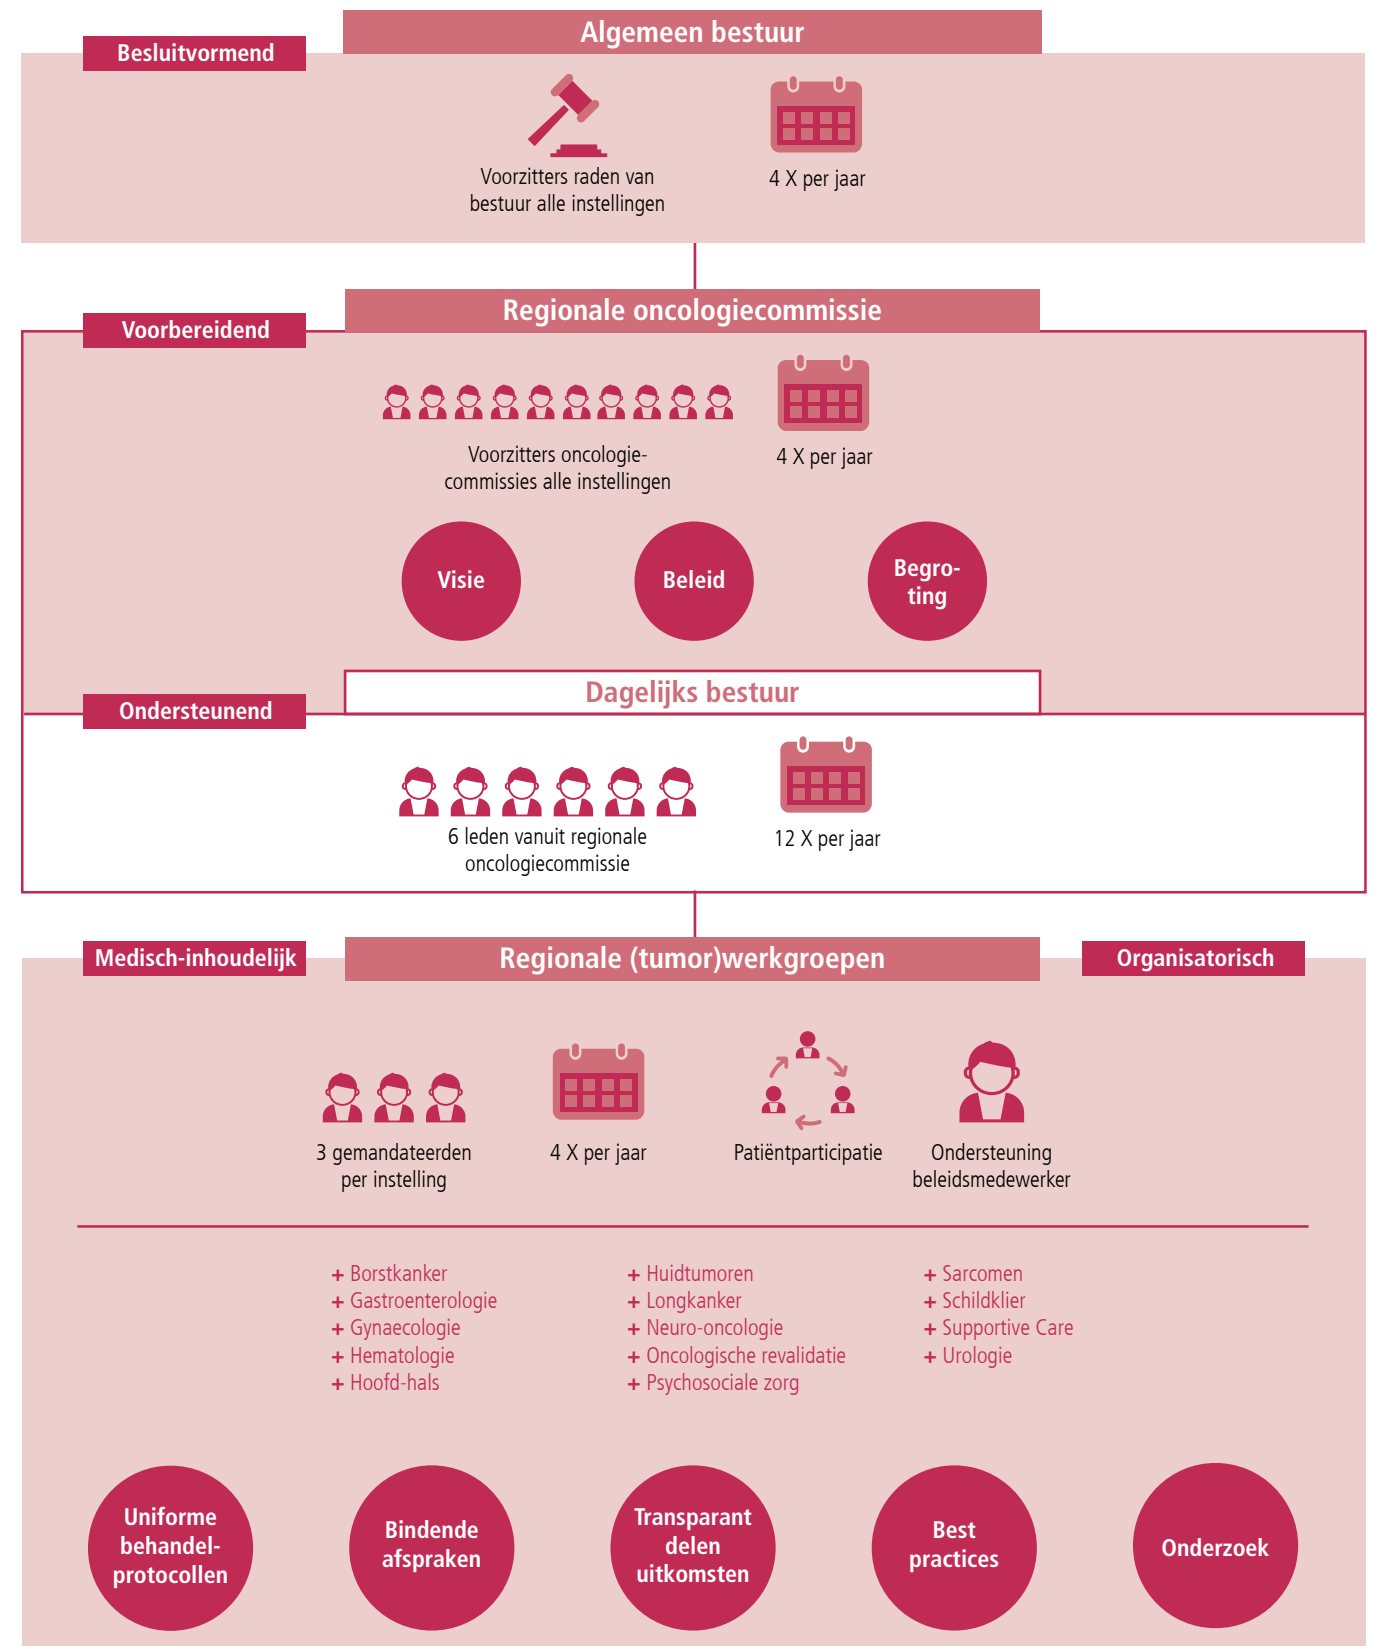 Algemeen bestuur
Besluitvormend
Voorzitters raden van
bestuur alle instellingen
4 X per jaar
Regionale oncologiecommissie
Voorbereidend
Voorzitters oncologie-
commissies alle instellingen
4 X per jaar
Visie
Beleid
Begro-
ting
Dagelijks bestuur
Ondersteunend
6 leden vanuit regionale
oncologiecommissie
12 X per jaar
Medisch-inhoudelijk
Regionale (tumor)werkgroepen
Organisatorisch
3 gemandateerden
per instelling
4 X per jaar
Patiëntparticipatie
Ondersteuning
beleidsmedewerker
+ Borstkanker
+ Gastroenterologie
+ Gynaecologie
+ Hematologie
+ Hoofd-hals
+ Huidtumoren
+ Longkanker
+ Neuro-oncologie
+ Oncologische revalidatie
+ Psychosociale zorg
+ Sarcomen
+ Schildklier
+ Supportive Care
+ Urologie
Uniforme
behandel-
protocollen
Bindende
afspraken
Transparant
delen
uitkomsten
Best
practices
Onderzoek